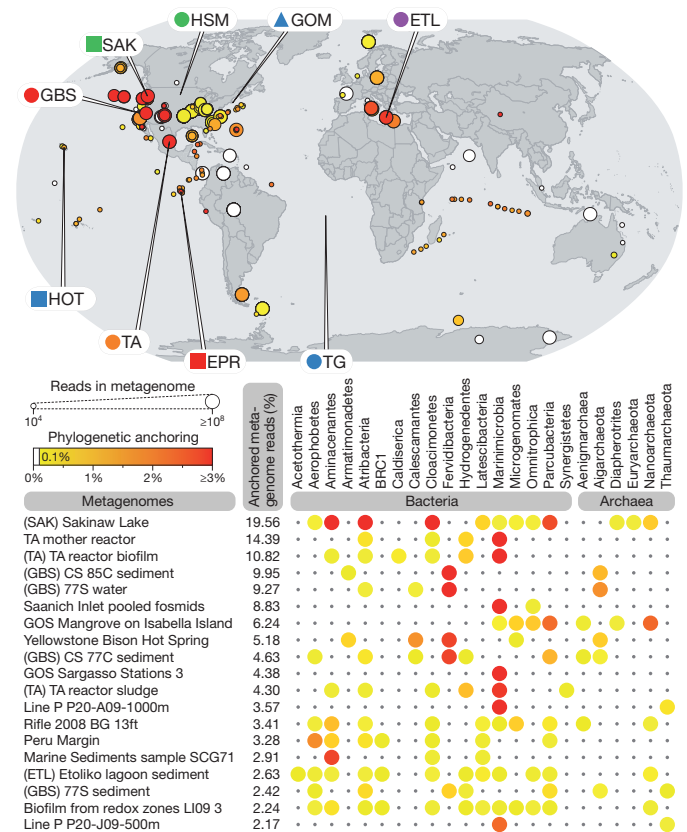 HSM
GOM
ETL
SAK
GBS
HOT
TA
EPR
TG
Reads in metagenome
10⁴
≥10⁸
Phylogenetic anchoring
0.1%
0
1%
2%
≥3%
Anchored meta-
genome reads (%)
Acetothermia
Aerophobetes
Aminacenantes
Armatimonadetes
Atribacteria
BRC1
Caldiserica
Calescamantes
Cloacimonetes
Fervidibacteria
Hydrogenedentes
Latescibacteria
Marinimicrobia
Microgenomates
Omnitrophica
Parcubacteria
Synergistetes
Aenigmarchaea
Aigarchaeota
Diapherotrites
Euryarchaeota
Nanoarchaeota
Thaumarchaeota
Metagenomes
Bacteria
Archaea
(SAK) Sakinaw Lake 19.56
TA mother reactor 14.39
(TA) TA reactor biofilm 10.82
(GBS) CS 85C sediment 9.95
(GBS) 77S water 9.27
Saanich Inlet pooled fosmids 8.83
GOS Mangrove on Isabella Island 6.24
Yellowstone Bison Hot Spring 5.18
(GBS) CS 77C sediment 4.63
GOS Sargasso Stations 3 4.38
(TA) TA reactor sludge 4.30
Line P P20-A09-1000m 3.57
Rifle 2008 BG 13ft 3.41
Peru Margin 3.28
Marine Sediments sample SCG71 2.91
(ETL) Etoliko lagoon sediment 2.63
(GBS) 77S sediment 2.42
Biofilm from redox zones LI09 3 2.24
Line P P20-J09-500m 2.17